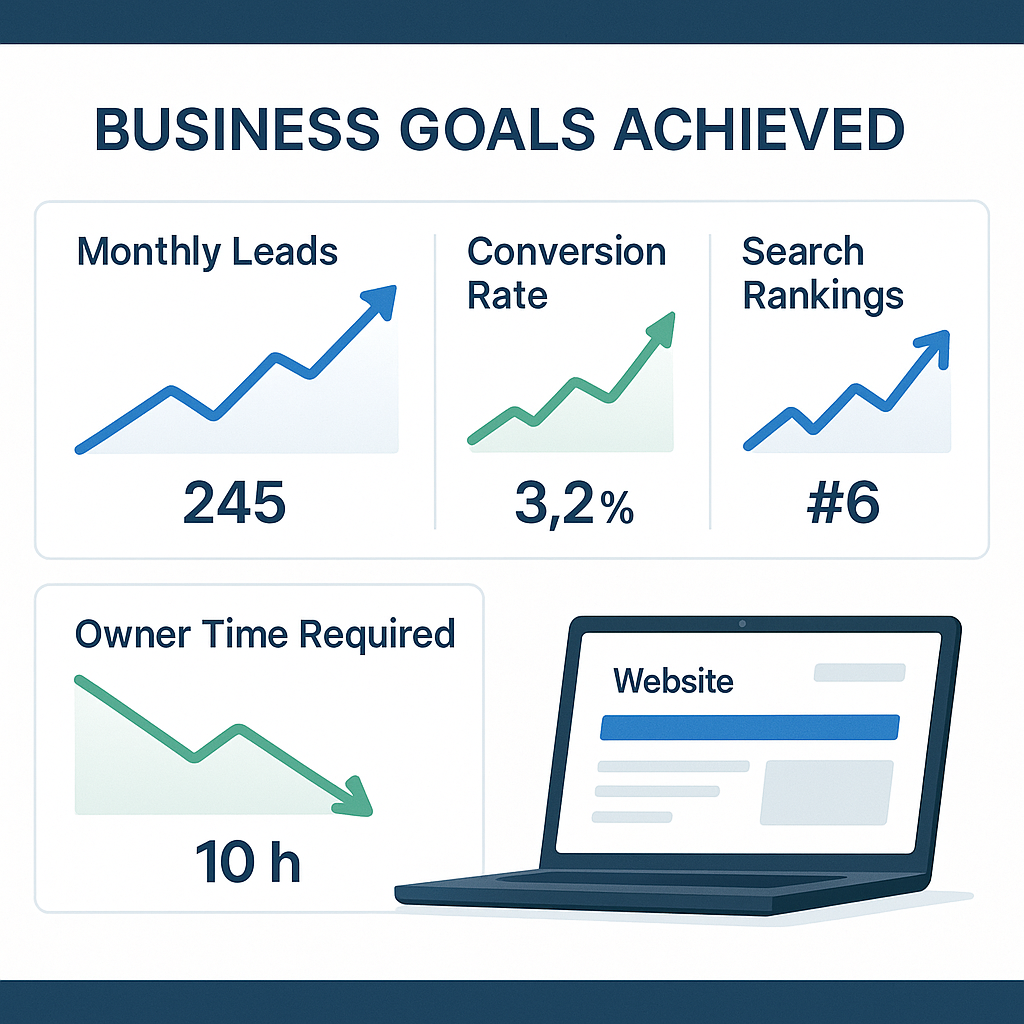 BUSINESS GOALS ACHIEVED
Monthly Leads
245
Conversion
Rate
3,2%
Search
Rankings
#6
Owner Time Required
10 h
Website